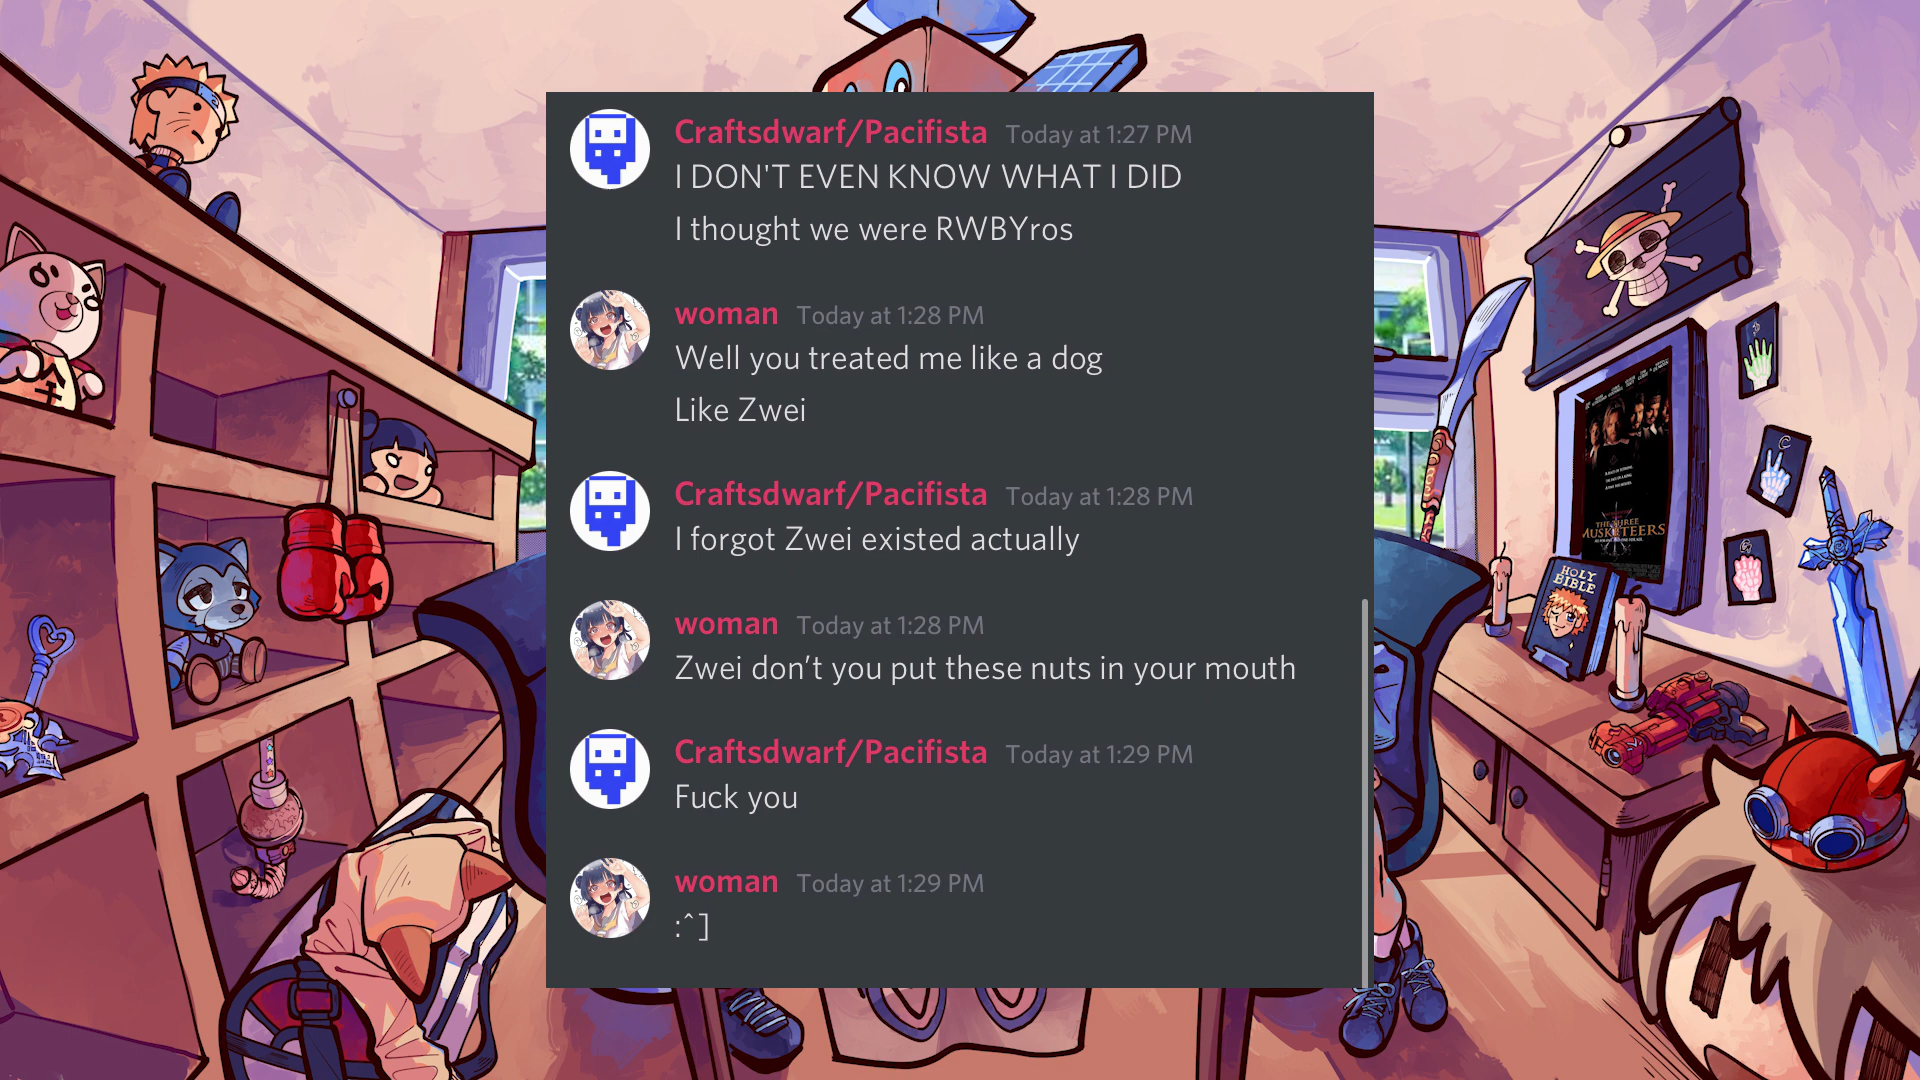 Craftsdwarf/Pacifista Today at 1:27 PM
I DON'T EVEN KNOW WHAT I DID
I thought we were RWBYros
woman Today at 1:28 PM
Well you treated me like a dog
Like Zwei
Craftsdwarf/Pacifista Today at 1:28 PM
I forgot Zwei existed actually
woman Today at 1:28 PM
Zwei don’t you put these nuts in your mouth
Craftsdwarf/Pacifista Today at 1:29 PM
Fuck you
woman Today at 1:29 PM
:^]
THE THREE
MUSKETEERS
HOLY
BIBLE